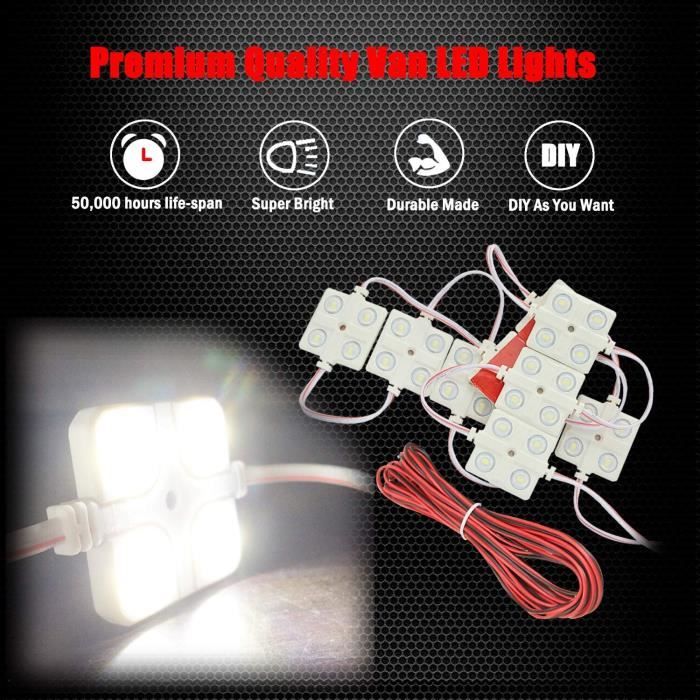 Premium Quality Van LED Lights
DIY
50,000 hours life-span
Super Bright
Durable Made
DIY As You Want